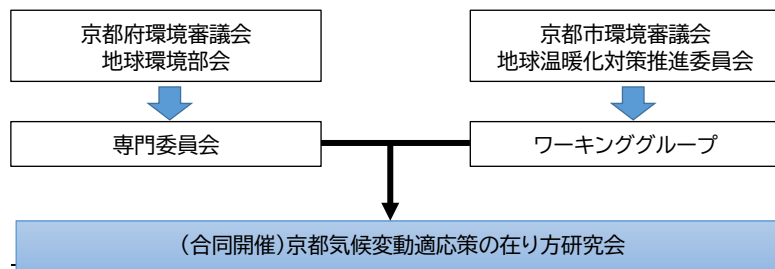 京都府環境審議会
地球環境部会
京都市環境審議会
地球温暖化対策推進委員会
専門委員会
ワーキンググループ
(合同開催)京都気候変動適応策の在り方研究会